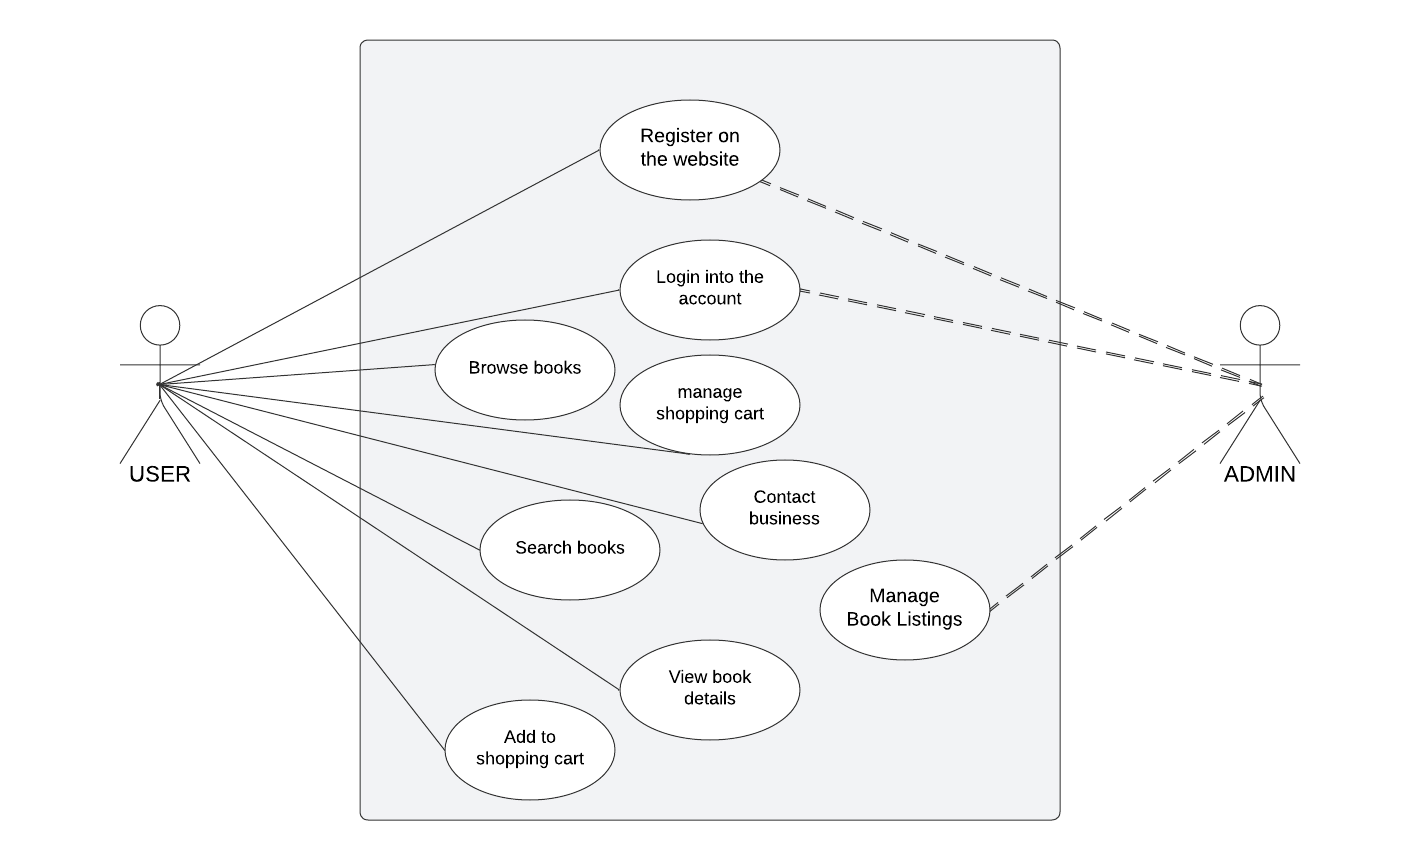 Register on
the website
Login into the
account
Browse books
manage
shopping cart
USER
ADMIN
Contact
business
Search books
Manage
Book Listings
View book
details
Add to
shopping cart